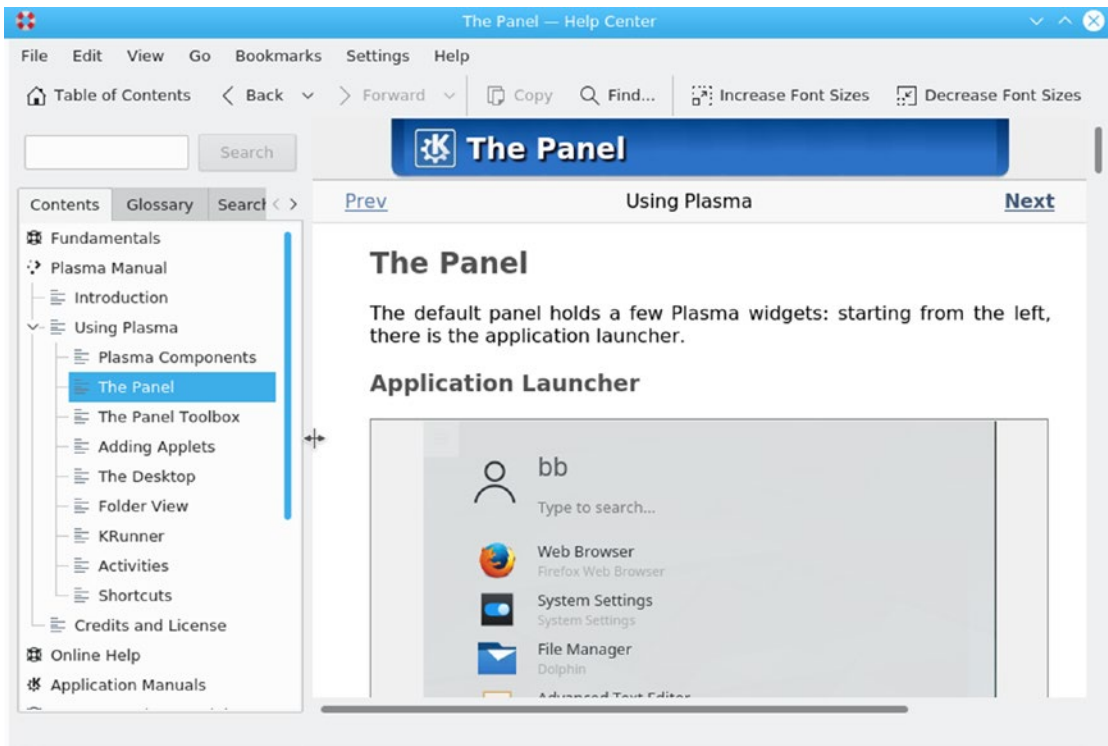 The Panel — Help Center
File Edit View Go Bookmarks Settings Help
Table of Contents Back Forward Copy Find... Increase Font Sizes Decrease Font Sizes
Search
The Panel
Contents Glossary Search
Prev Using Plasma Next
Fundamentals
Plasma Manual
Introduction
Using Plasma
Plasma Components
The Panel
The Panel Toolbox
Adding Applets
The Desktop
Folder View
KRunner
Activities
Shortcuts
Credits and License
Online Help
Application Manuals
The Panel
The default panel holds a few Plasma widgets: starting from the left,
there is the application launcher.
Application Launcher
bb
Type to search...
Web Browser
Firefox Web Browser
System Settings
System Settings
File Manager
Dolphin
Advanced Text Editor